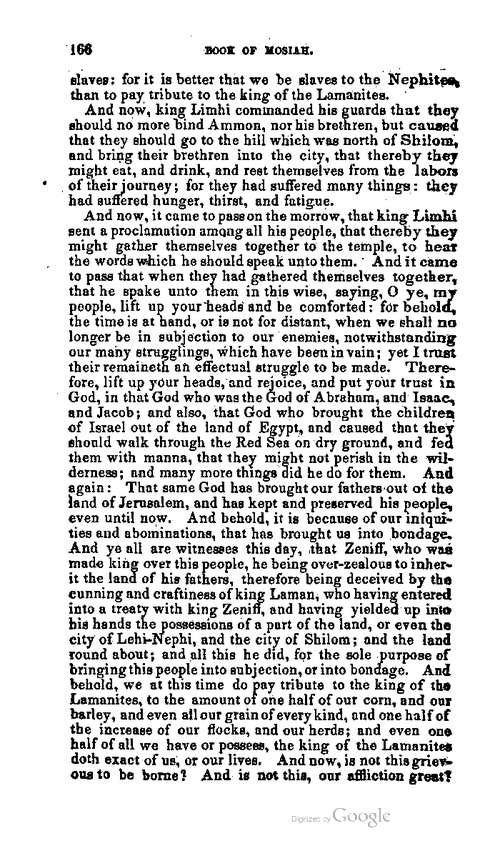 166 BOOK OF MOSIAH.
slaves: for it is better that we be slaves to the Nephites,
than to pay tribute to the king of the Lamanites.
And now, king Limhi commanded his guards that they
should no more bind Ammon, nor his brethren, but caused
that they should go to the hill which was north of Shilom,
and bring their brethren into the city, that thereby they
might eat, and drink, and rest themselves from the labors
of their journey; for they had suffered many things: they
had suffered hunger, thirst, and fatigue.
And now, it came to pass on the morrow, that king Limhi
sent a proclamation among all his people, that thereby they
might gather themselves together to the temple, to hear
the words which he should speak unto them. And it came
to pass that when they had gathered themselves together,
that he spake unto them in this wise, saying, O ye, my
people, lift up your heads and be comforted: for behold,
the time is at hand, or is not for distant, when we shall no
longer be in subjection to our enemies, notwithstanding
our many strugglings, which have been in vain; yet I trust
their remaineth an effectual struggle to be made. There-
fore, lift up your heads, and rejoice, and put your trust in
God, in that God who was the God of Abraham, and Isaac,
and Jacob; and also, that God who brought the children
of Israel out of the land of Egypt, and caused that they
should walk through the Red Sea on dry ground, and fed
them with manna, that they might not perish in the wil-
derness; and many more things did he do for them. And
again: That same God has brought our fathers out of the
land of Jerusalem, and has kept and preserved his people,
even until now. And behold, it is because of our iniqui-
ties and abominations, that has brought us into bondage.
And ye all are witnesses this day, that Zeniff, who was
made king over this people, he being over-zealous to inher-
it the land of his fathers, therefore being deceived by the
cunning and craftiness of king Laman, who having entered
into a treaty with king Zeniff, and having yielded up into
his hands the possessions of a part of the land, or even the
city of Lehi-Nephi, and the city of Shilom; and the land
round about; and all this he did, for the sole purpose of
bringing this people into subjection, or into bondage. And
behold, we at this time do pay tribute to the king of the
Lamanites, to the amount of one half of our corn, and our
barley, and even all our grain of every kind, and one half of
the increase of our flocks, and our herds; and even one
half of all we have or possess, the king of the Lamanites
doth exact of us, or our lives. And now, is not this griev-
ous to be borne? And is not this, our affliction great?
Digitized by Google